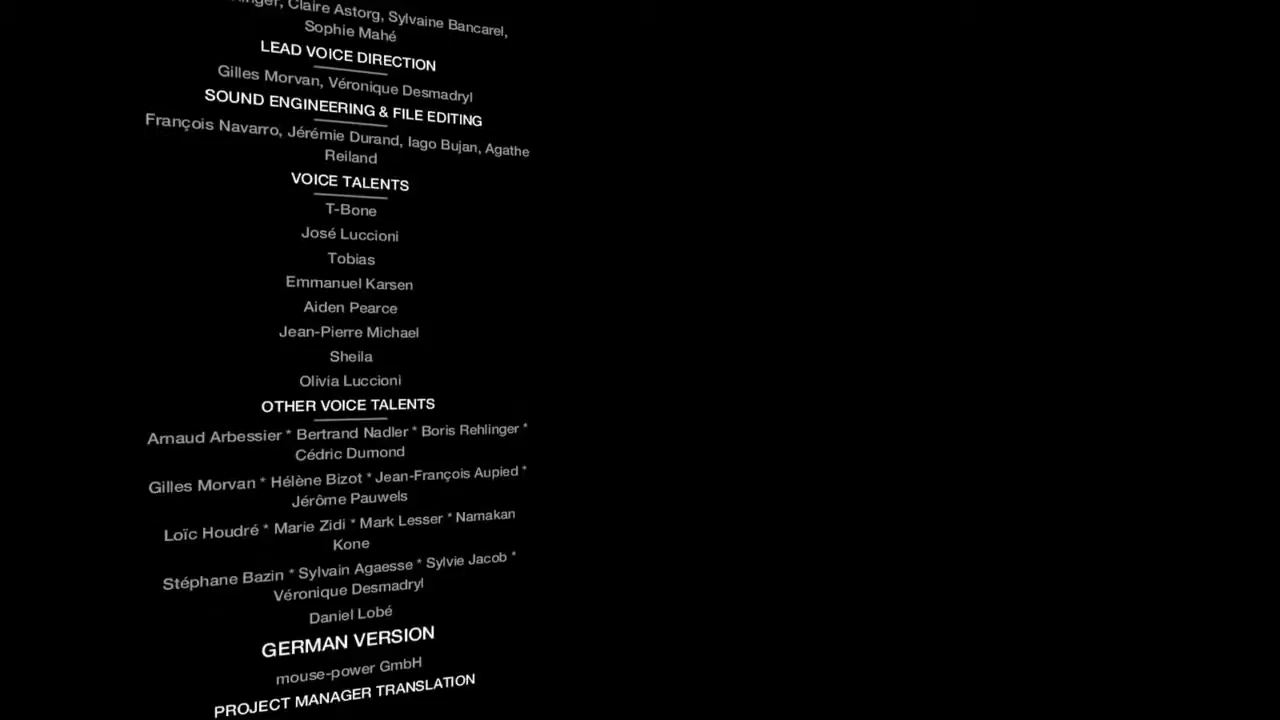 Claire Astorg, Sylvaine Bancarel,
Sophie Mahé
LEAD VOICE DIRECTION
Gilles Morvan, Véronique Desmadryl
SOUND ENGINEERING & FILE EDITING
François Navarro, Jérémie Durand, Iago Bujan, Agathe
Reiland
VOICE TALENTS
T-Bone
José Luccioni
Tobias
Emmanuel Karsen
Aiden Pearce
Jean-Pierre Michael
Sheila
Olivia Luccioni
OTHER VOICE TALENTS
Arnaud Arbessier * Bertrand Nadler * Boris Rehlinger *
Cédric Dumond
Gilles Morvan * Hélène Bizot * Jean-François Aupied *
Jérôme Pauwels
Loïc Houdré * Marie Zidi * Mark Lesser * Namakan
Kone
Stéphane Bazin * Sylvain Agaesse * Sylvie Jacob *
Véronique Desmadryl
Daniel Lobé
GERMAN VERSION
mouse-power GmbH
PROJECT MANAGER TRANSLATION